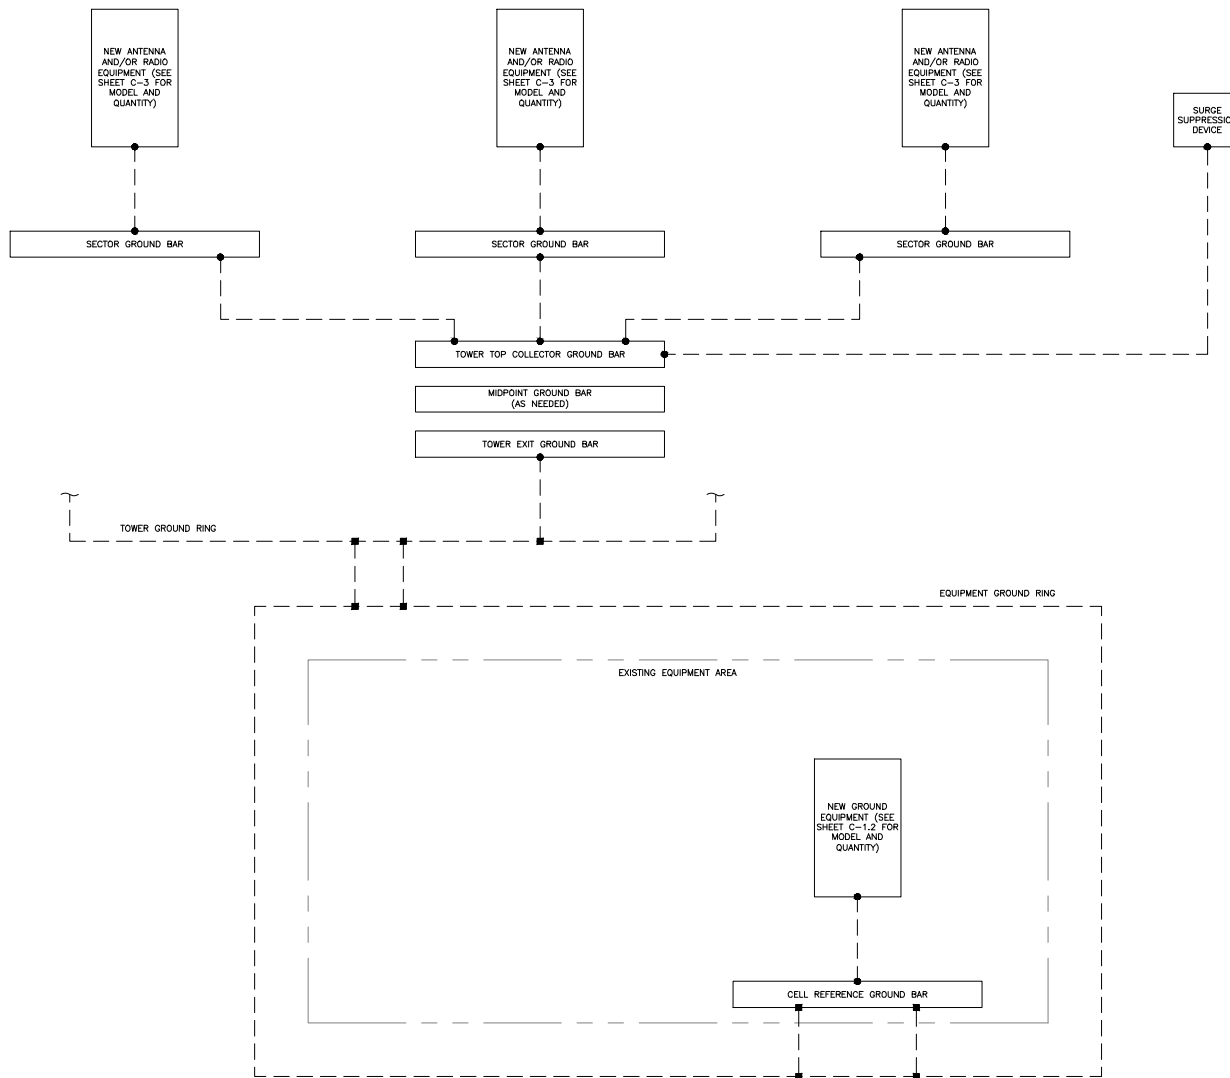 NEW ANTENNA
AND/OR RADIO
EQUIPMENT (SEE
SHEET C-3 FOR
MODEL AND
QUANTITY)
NEW ANTENNA
AND/OR RADIO
EQUIPMENT (SEE
SHEET C-3 FOR
MODEL AND
QUANTITY)
NEW ANTENNA
AND/OR RADIO
EQUIPMENT (SEE
SHEET C-3 FOR
MODEL AND
QUANTITY)
SURGE
SUPPRESSIO
DEVICE
SECTOR GROUND BAR
SECTOR GROUND BAR
SECTOR GROUND BAR
TOWER TOP COLLECTOR GROUND BAR
MIDPOINT GROUND BAR
(AS NEEDED)
TOWER EXIT GROUND BAR
TOWER GROUND RING
EQUIPMENT GROUND RING
EXISTING EQUIPMENT AREA
NEW GROUND
EQUIPMENT (SEE
SHEET C-1.2 FOR
MODEL AND
QUANTITY)
CELL REFERENCE GROUND BAR